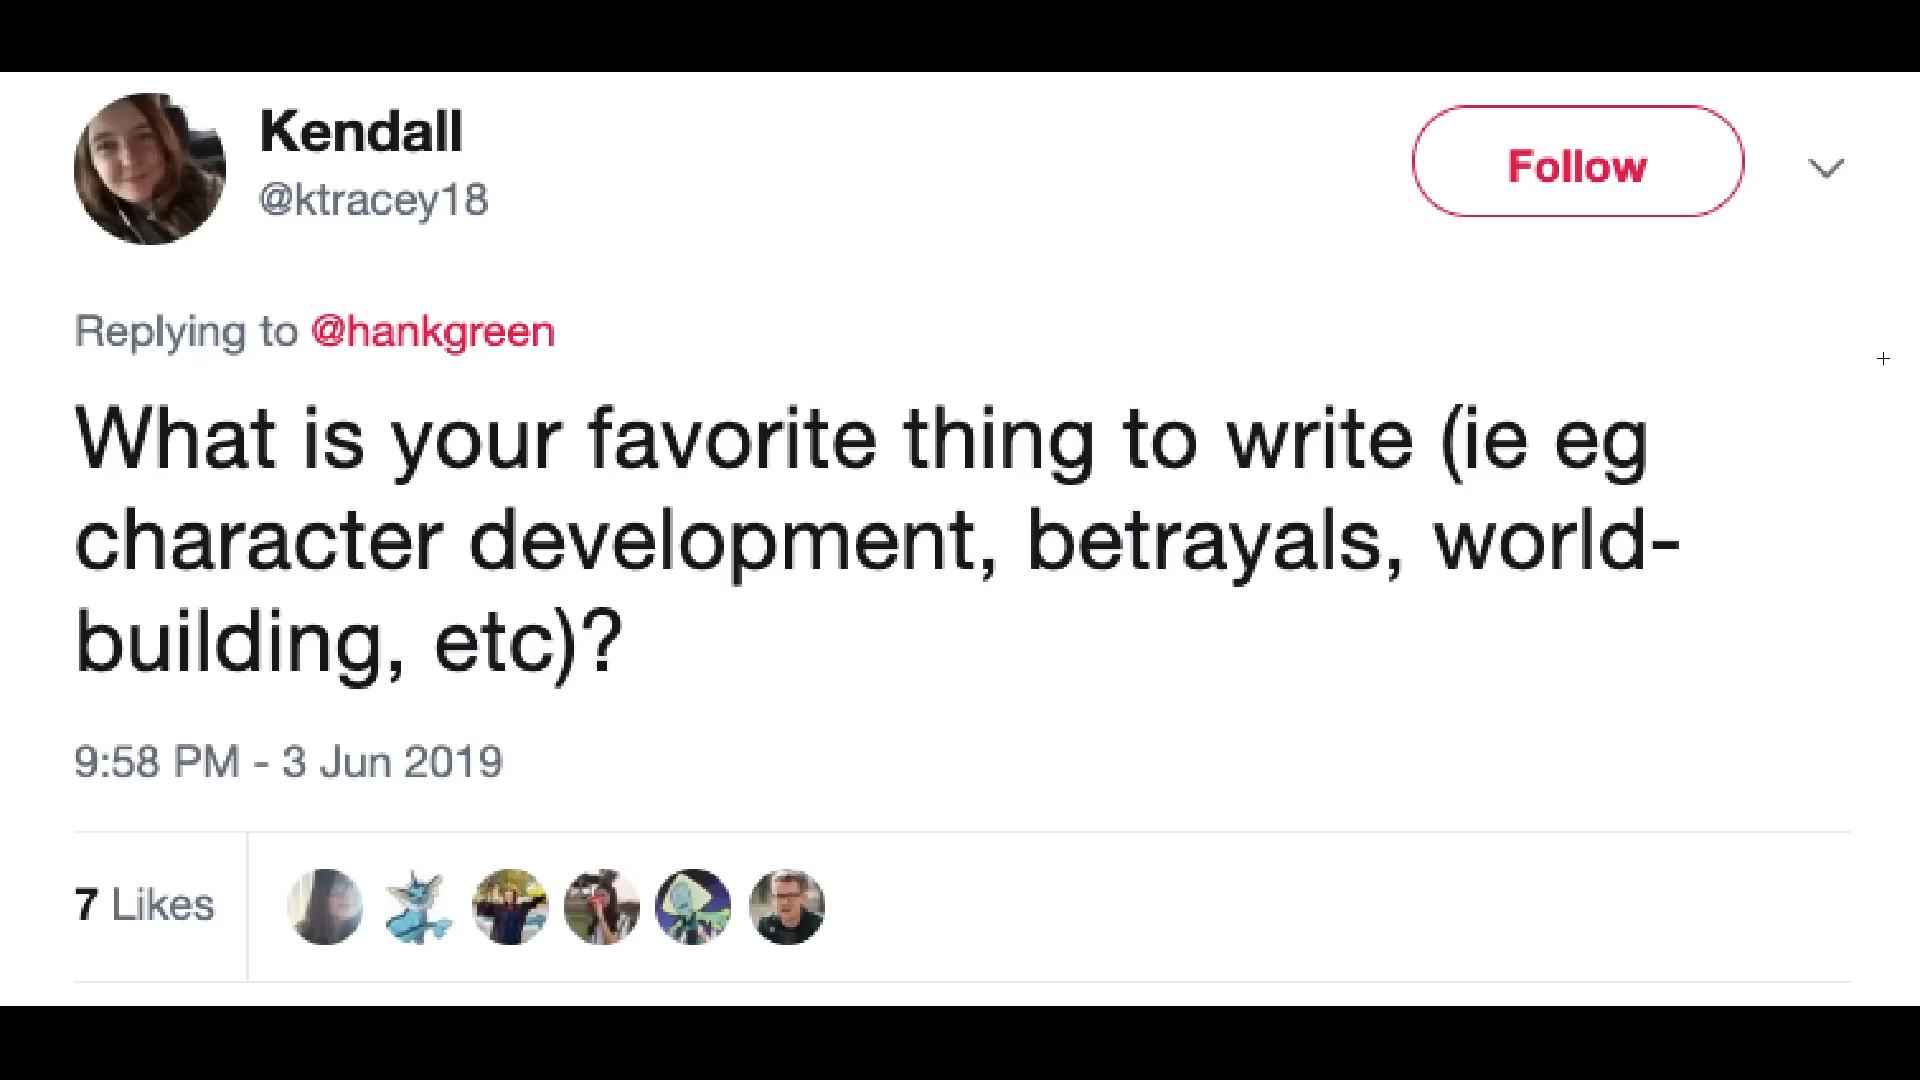 Kendall
@ktracey18
Follow
Replying to @hankgreen
What is your favorite thing to write (ie eg
character development, betrayals, world-
building, etc)?
9:58 PM - 3 Jun 2019
7 Likes